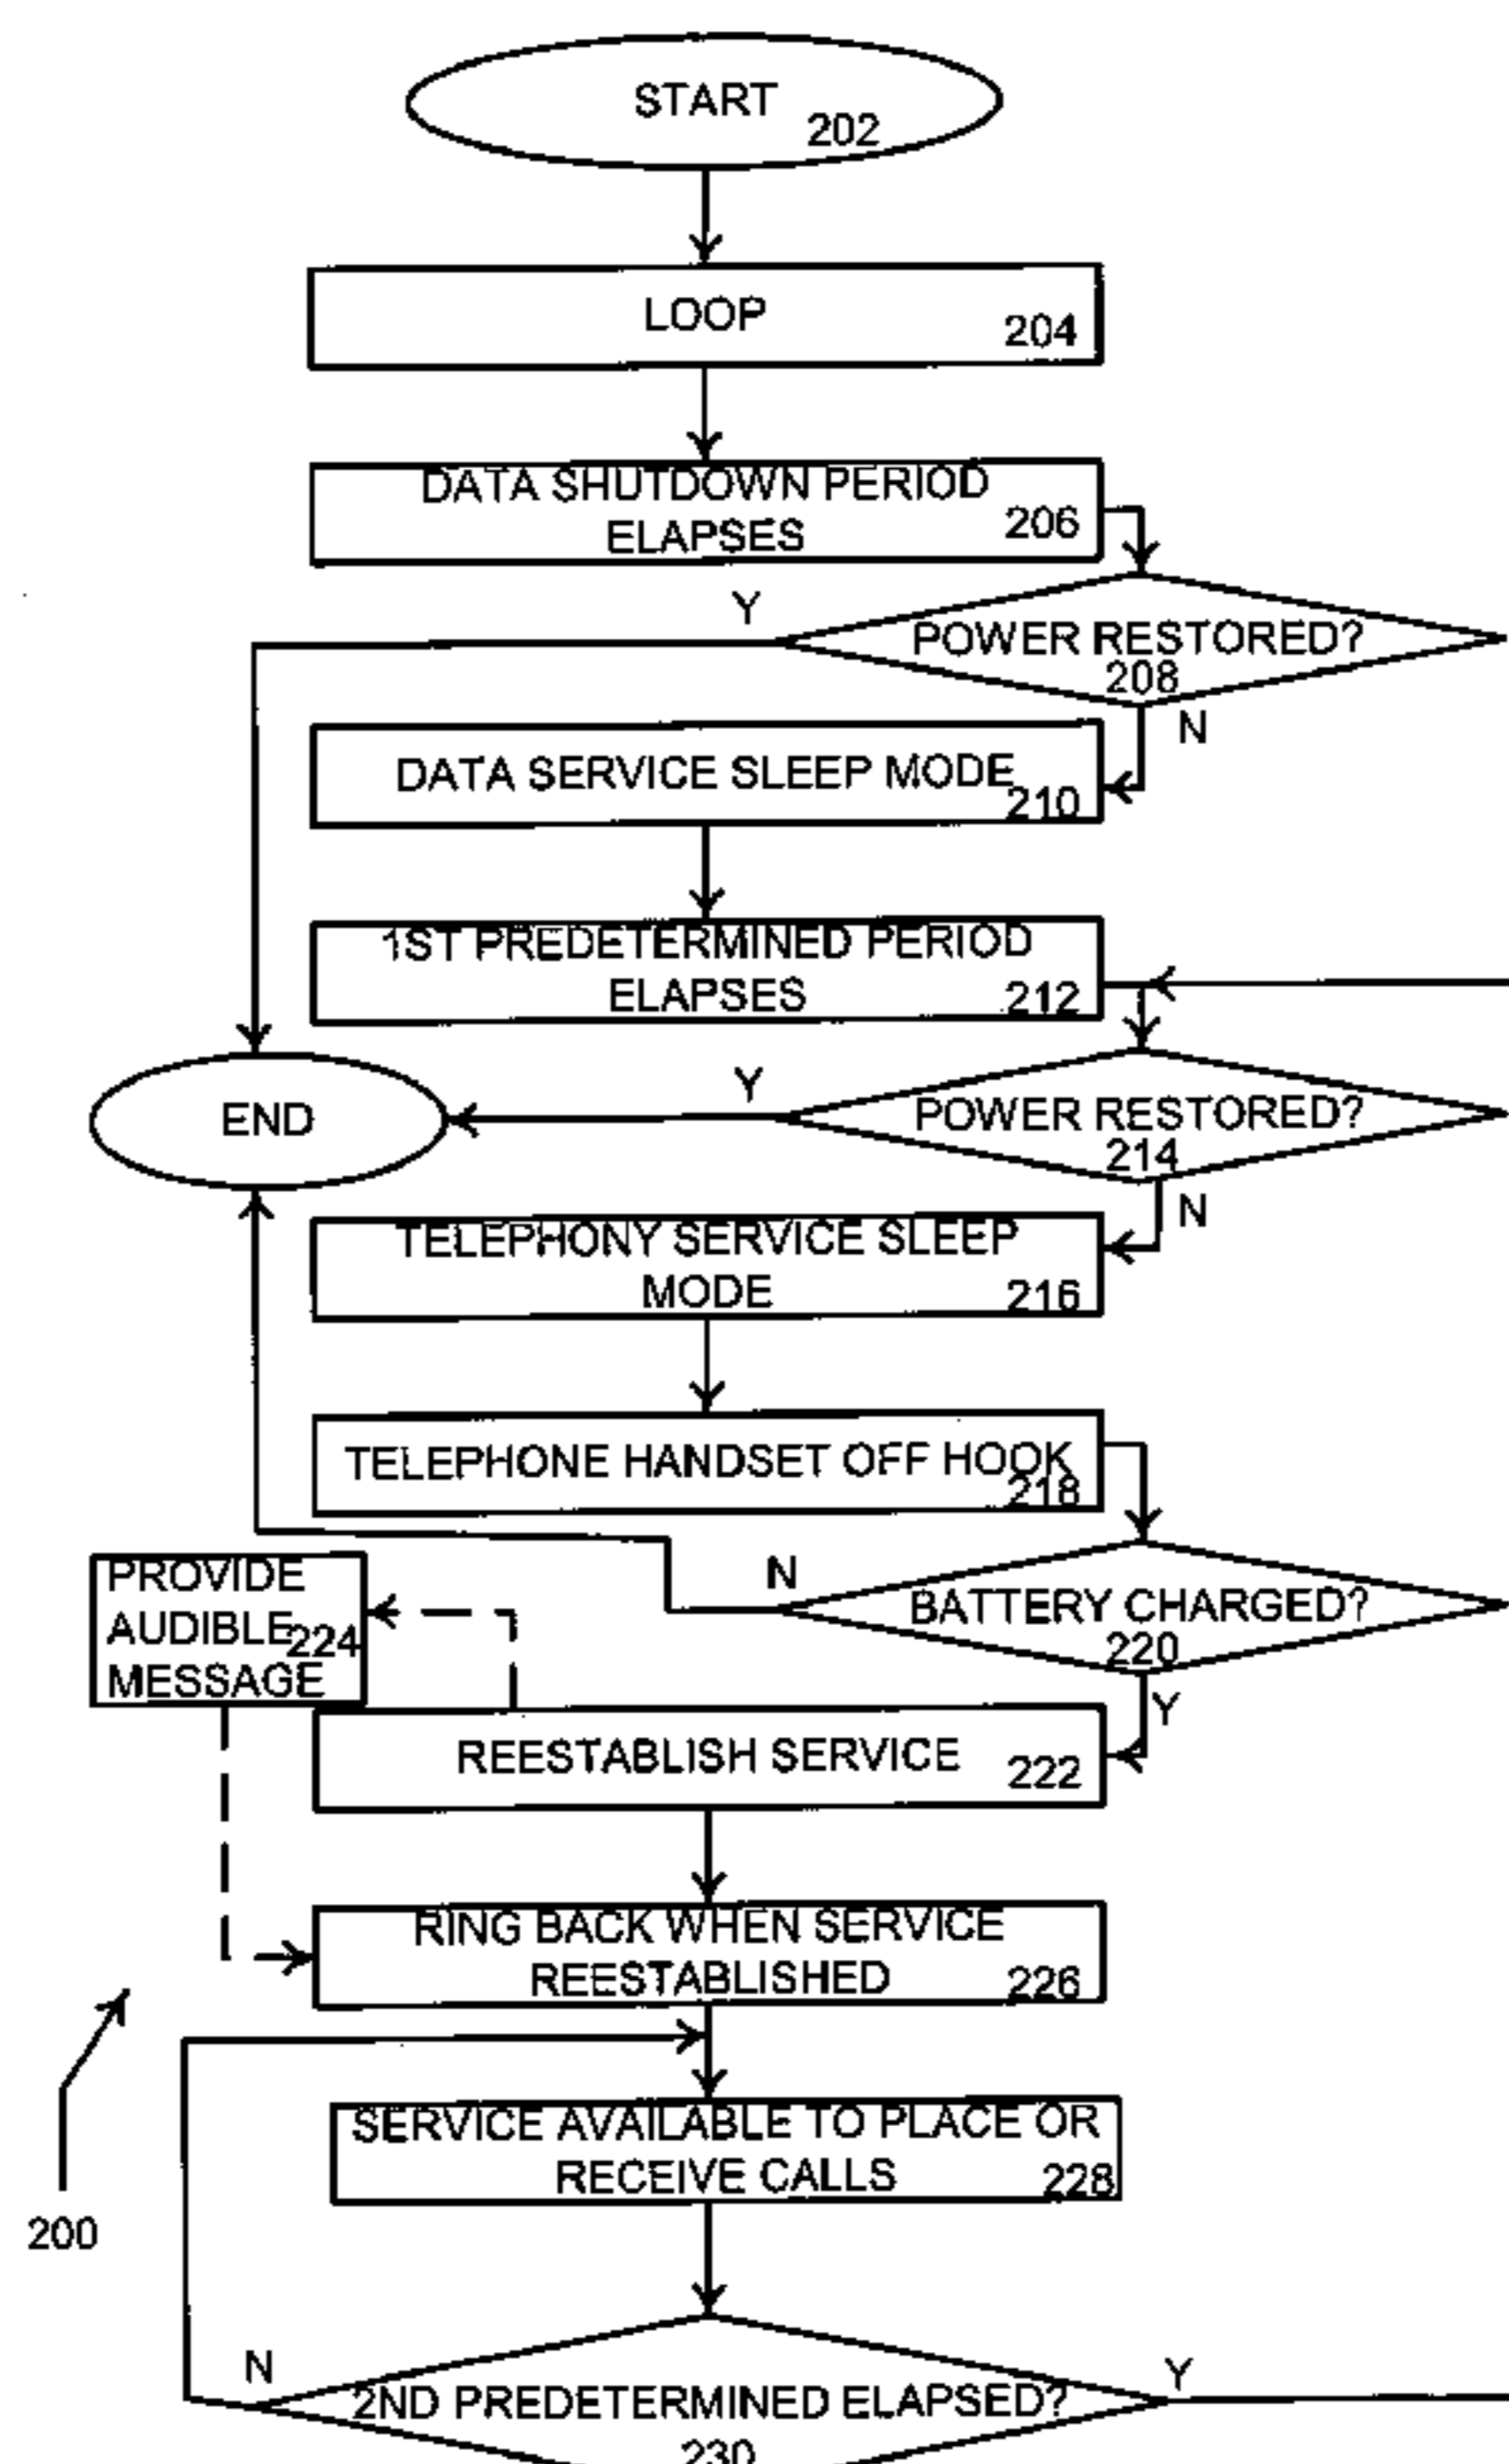 START
202
LOOP
204
DATA SHUTDOWN PERIOD
ELAPSES
206
Y
POWER RESTORED?
208
N
DATA SERVICE SLEEP MODE
210
1ST PREDETERMINED PERIOD
ELAPSES
212
Y
END
POWER RESTORED?
214
N
TELEPHONY SERVICE SLEEP
MODE
216
TELEPHONE HANDSET OFF HOOK
218
N
BATTERY CHARGED?
220
Y
PROVIDE
AUDIBLE
224
MESSAGE
REESTABLISH SERVICE
222
RING BACK WHEN SERVICE
REESTABLISHED
226
SERVICE AVAILABLE TO PLACE OR
RECEIVE CALLS
228
200
N
Y
2ND PREDETERMINED ELAPSED?
230